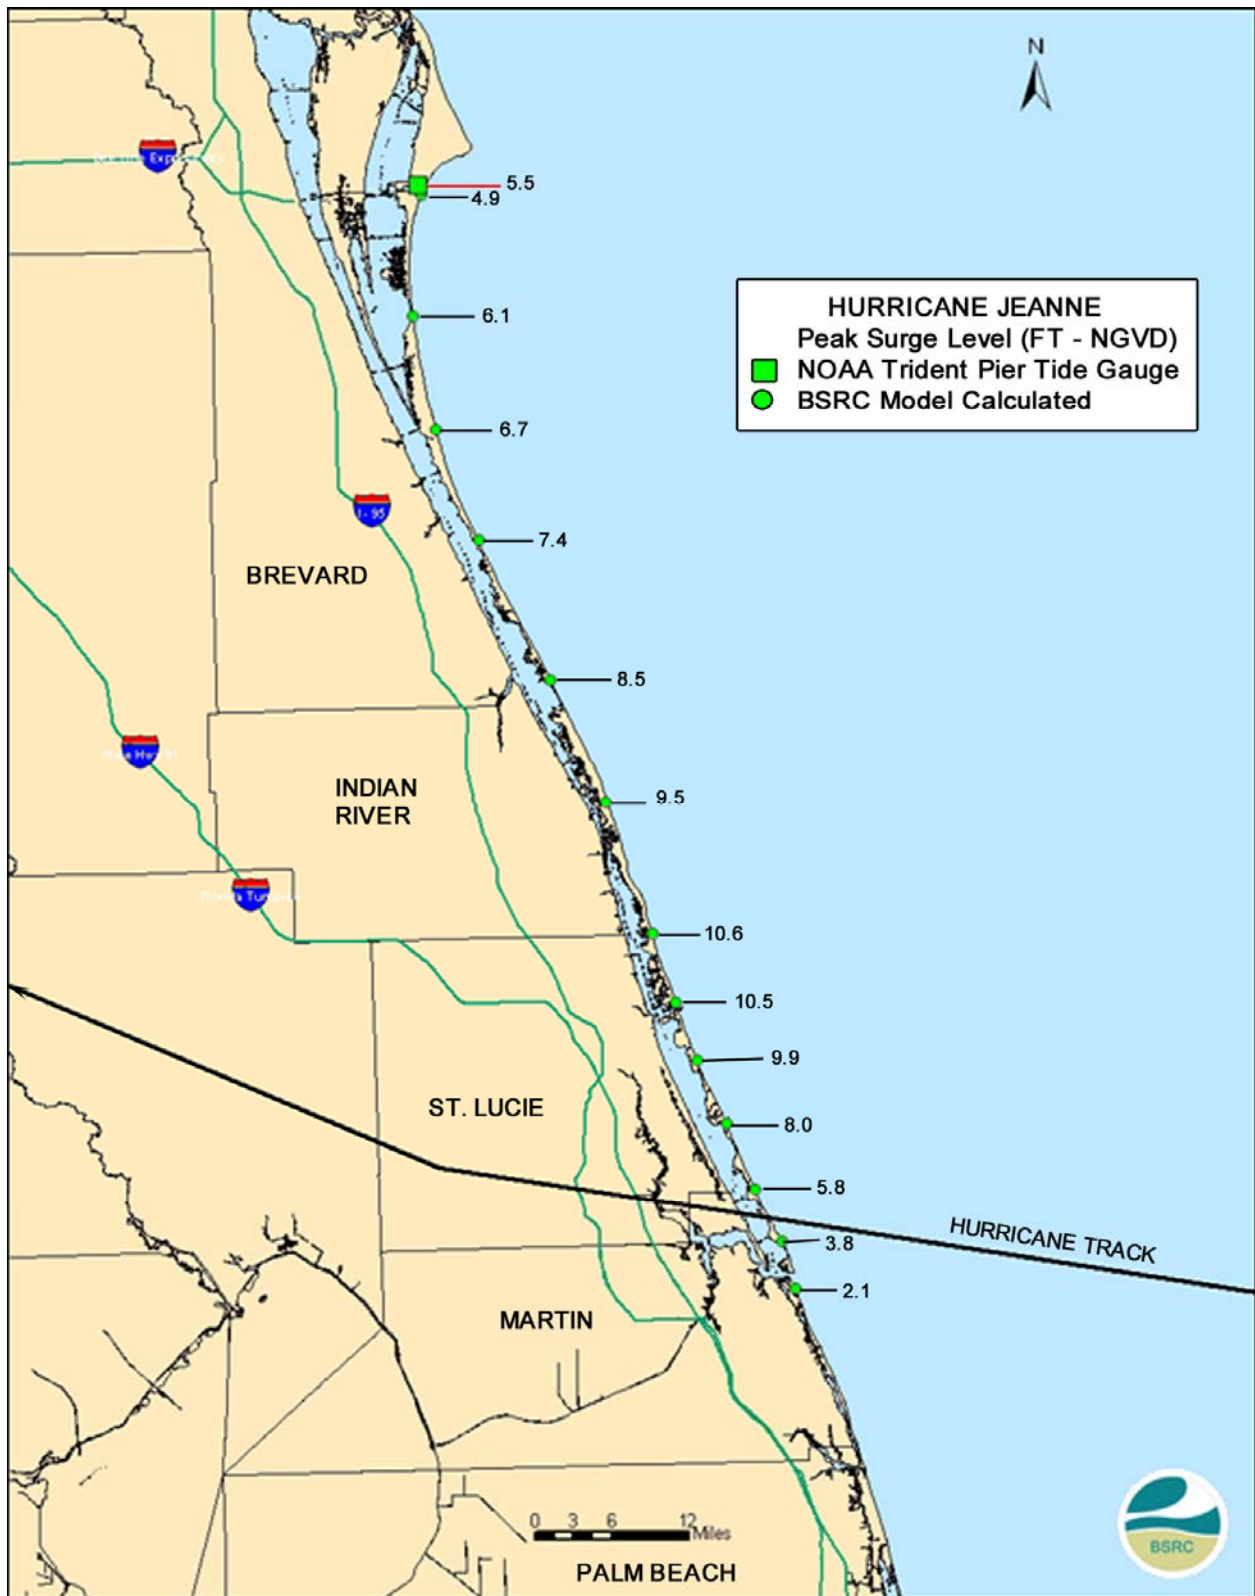 N
5.5
4.9
HURRICANE JEANNE
Peak Surge Level (FT - NGVD)
NOAA Trident Pier Tide Gauge
BSRC Model Calculated
6.1
6.7
I-95
7.4
BREVARD
8.5
INDIAN
RIVER
9.5
10.6
10.5
9.9
ST. LUCIE
8.0
5.8
HURRICANE TRACK
3.8
2.1
MARTIN
0 3 6 12
Miles
PALM BEACH
BSRC